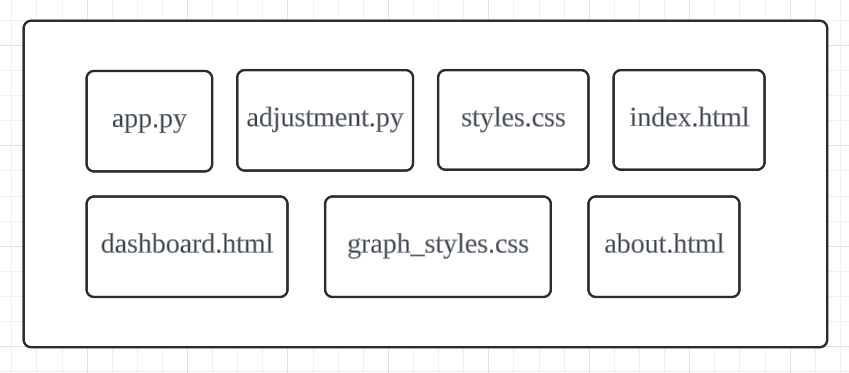 app.py
adjustment.py
styles.css
index.html
dashboard.html
graph_styles.css
about.html